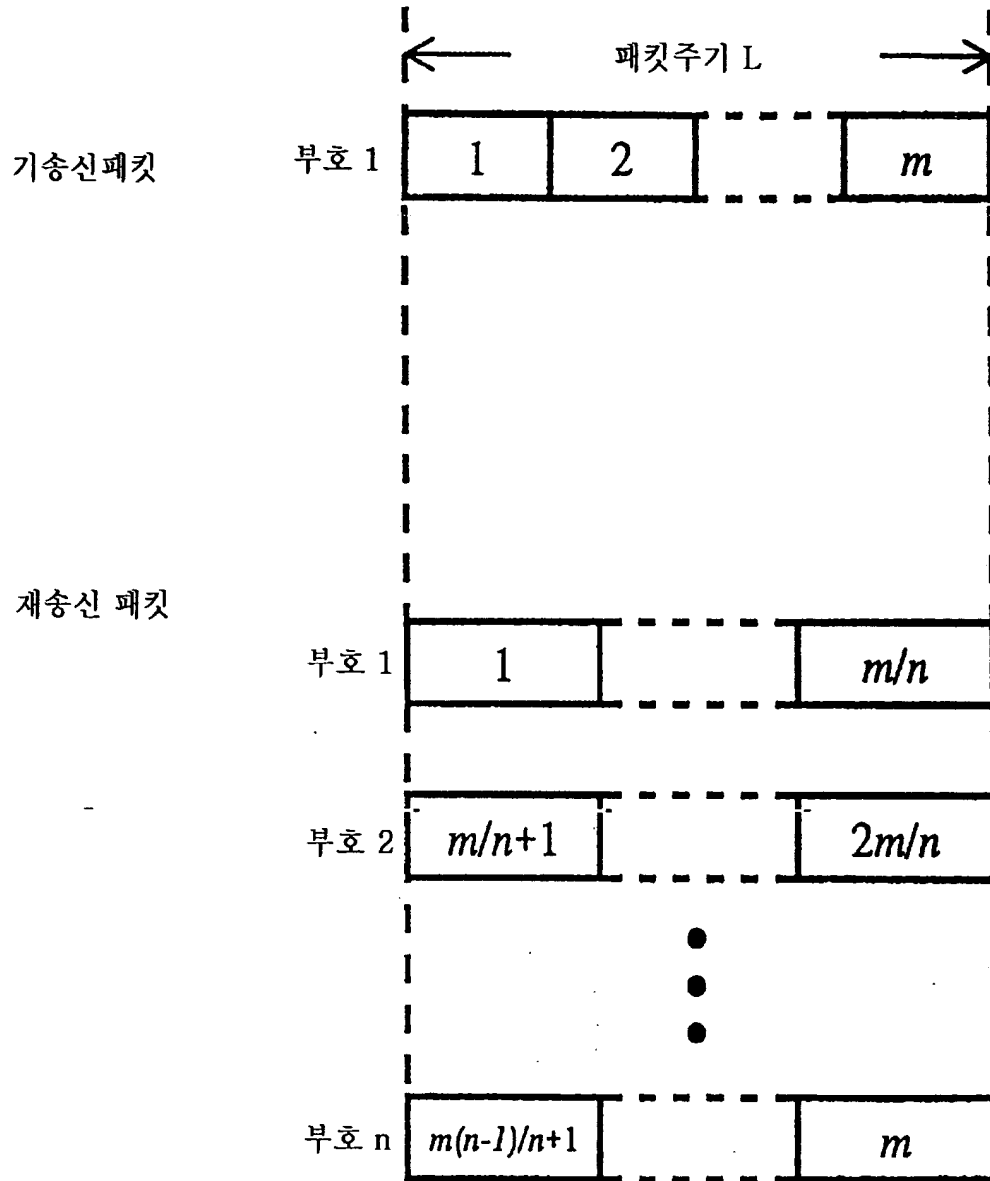 패킷주기 L
기송신패킷 부호 1 1 2 m
재송신 패킷
부호 1 1 m/n
부호 2 m/n+1 2m/n
부호 n m(n-1)/n+1 m